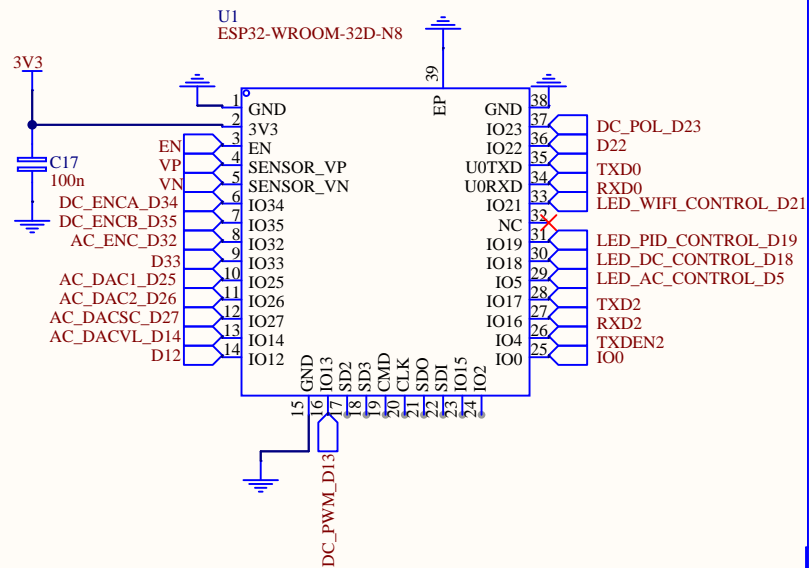 U1
ESP32-WROOM-32D-N8
3V3
C17
100n
39
EP
1 GND
2 3V3
EN 3 EN
VP 4 SENSOR_VP
VN 5 SENSOR_VN
DC_ENCA_D34 6 IO34
DC_ENCB_D35 7 IO35
AC_ENC_D32 8 IO32
D33 9 IO33
AC_DAC1_D25 10 IO25
AC_DAC2_D26 11 IO26
AC_DACSC_D27 12 IO27
AC_DACVL_D14 13 IO14
D12 14 IO12
GND 38
IO23 37 DC_POL_D23
IO22 36 D22
U0TXD 35 TXD0
U0RXD 34 RXD0
IO21 33 LED_WIFI_CONTROL_D21
NC 32
IO19 31 LED_PID_CONTROL_D19
IO18 30 LED_DC_CONTROL_D18
IO5 29 LED_AC_CONTROL_D5
IO17 28 TXD2
IO16 27 RXD2
IO4 26 TXDEN2
IO0 25 IO0
GND 15
IO13 16
SD2 17
SD3 18
CMD 19
CLK 20
SDO 21
SDI 22
IO15 23
IO2 24
DC_PWM_D13